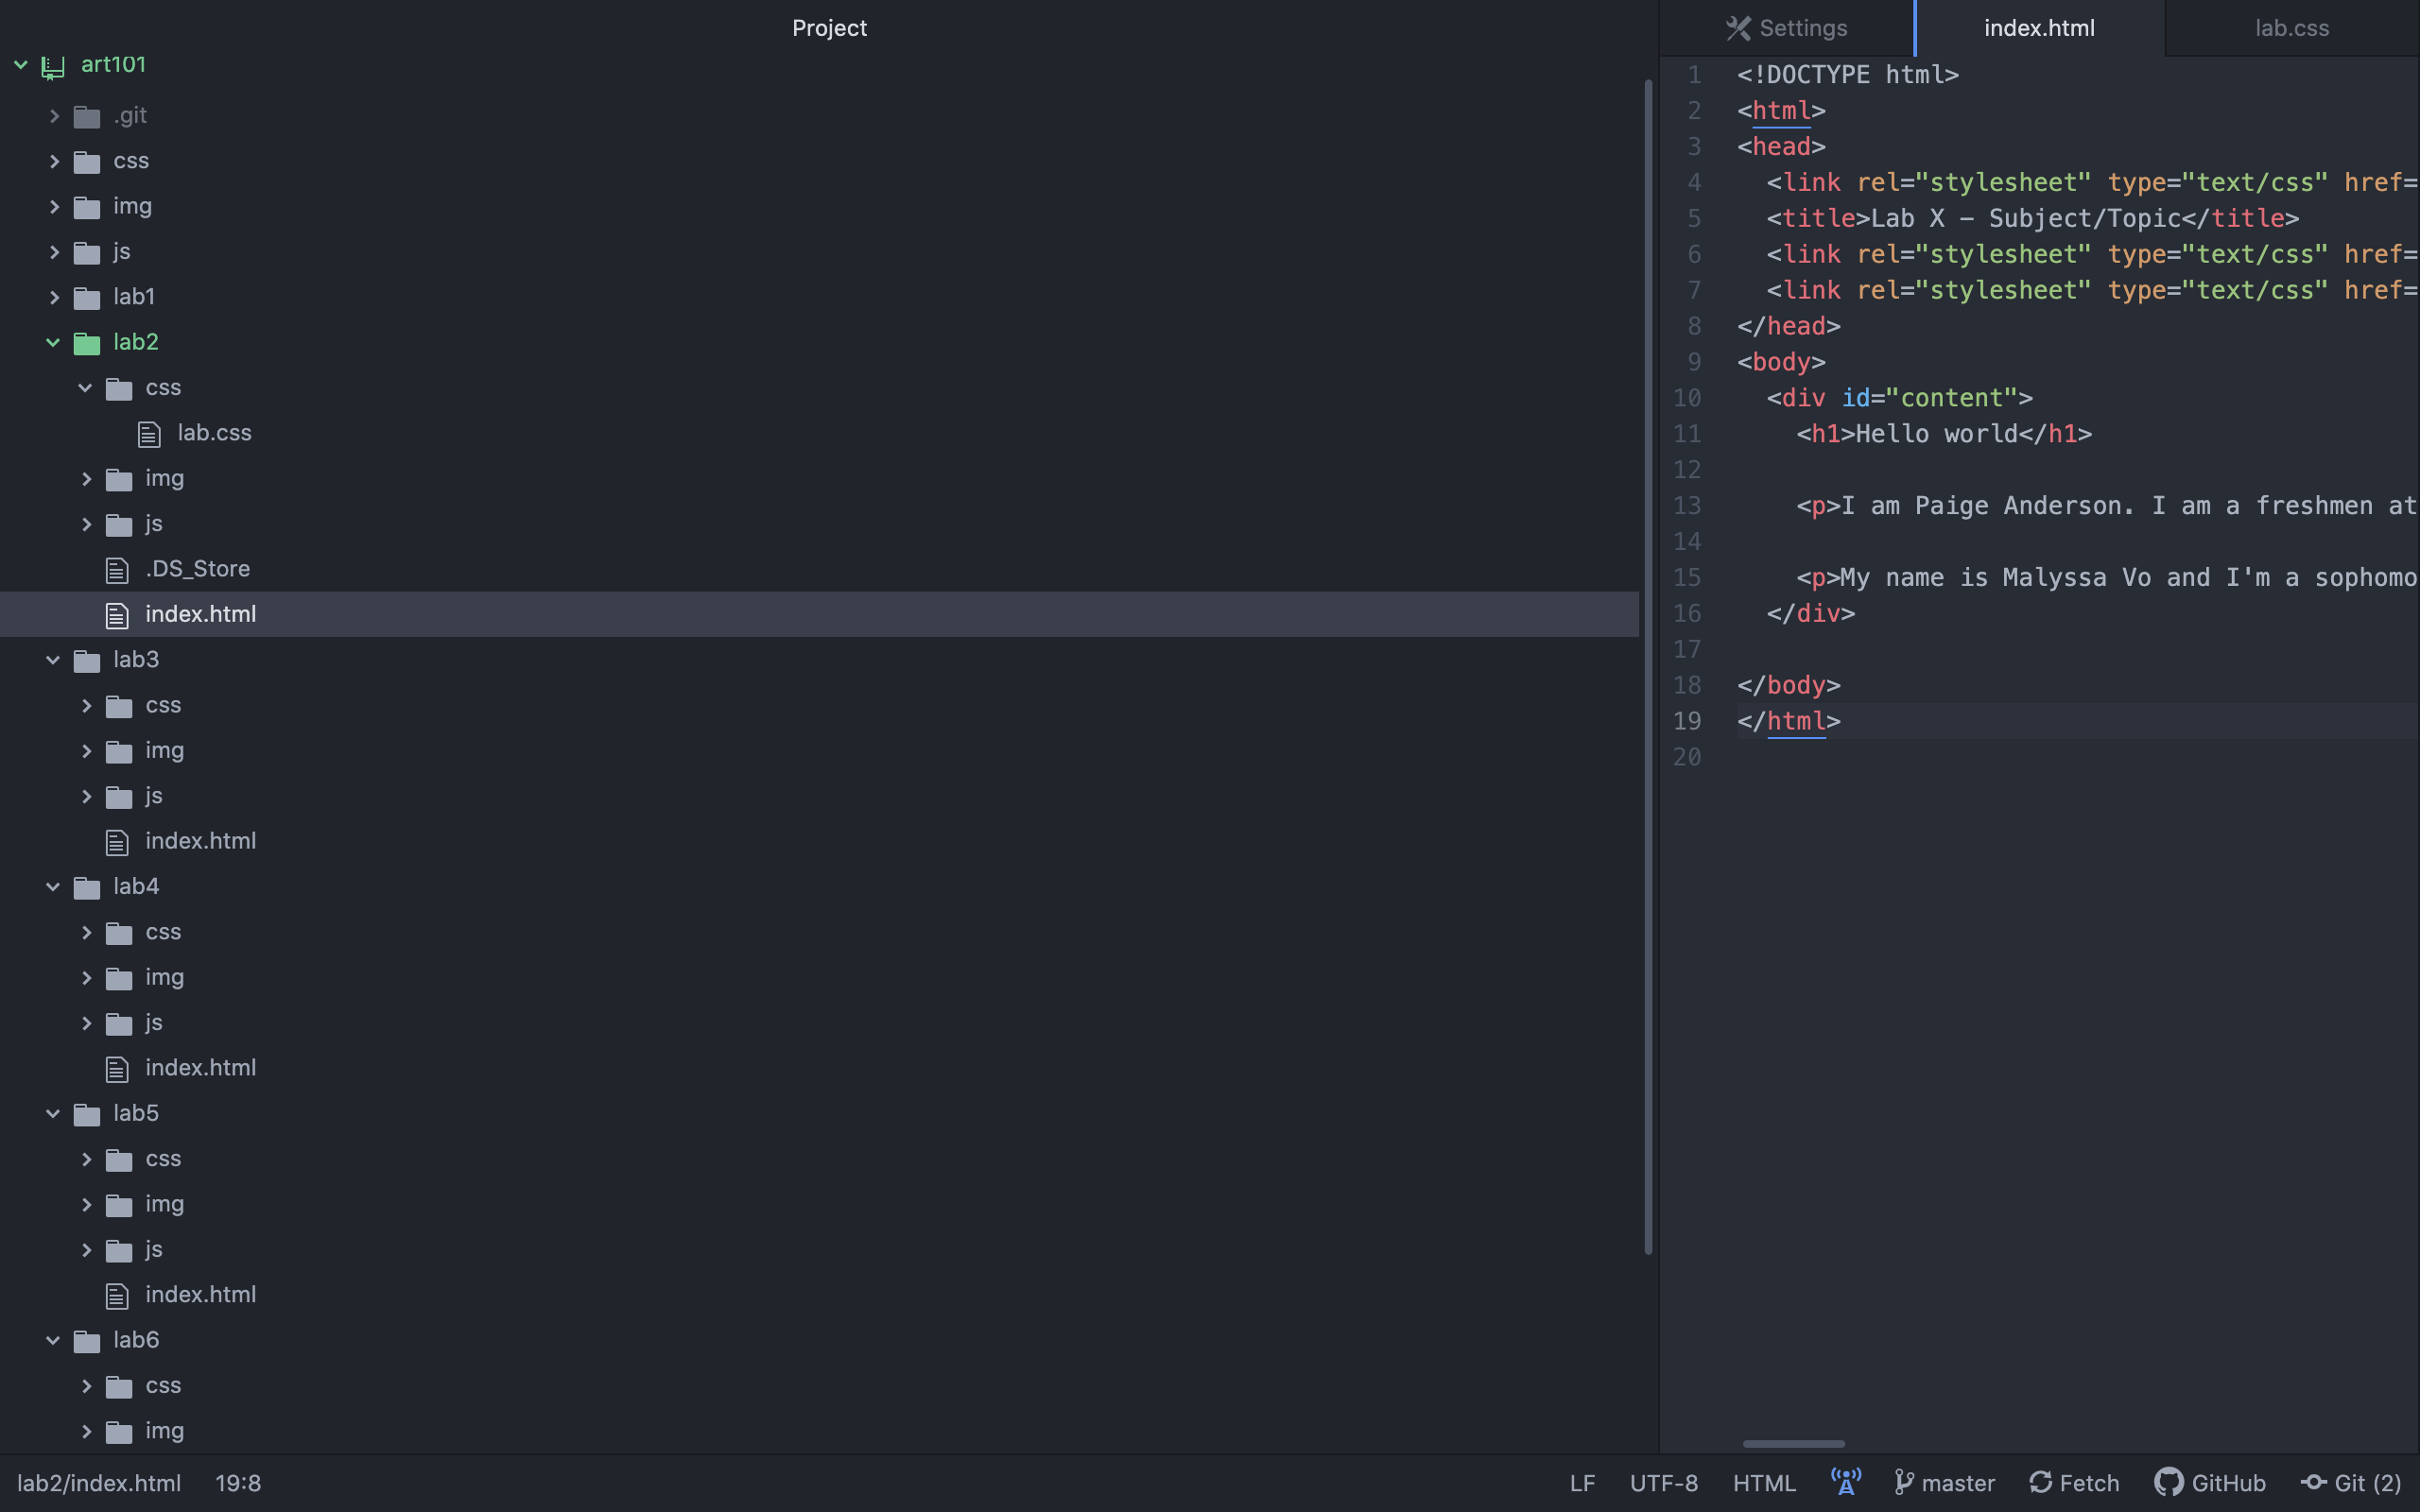 Project
art101
.git
css
img
js
lab1
lab2
css
lab.css
img
js
.DS_Store
index.html
lab3
css
img
js
index.html
lab4
css
img
js
index.html
lab5
css
img
js
index.html
lab6
css
img
Settings index.html lab.css
1 <!DOCTYPE html>
2 <html>
3 <head>
4 <link rel="stylesheet" type="text/css" href=
5 <title>Lab X - Subject/Topic</title>
6 <link rel="stylesheet" type="text/css" href=
7 <link rel="stylesheet" type="text/css" href=
8 </head>
9 <body>
10 <div id="content">
11 <h1>Hello world</h1>
12
13 <p>I am Paige Anderson. I am a freshmen at
14
15 <p>My name is Malyssa Vo and I'm a sophomo
16 </div>
17
18 </body>
19 </html>
20
lab2/index.html 19:8 LF UTF-8 HTML master Fetch GitHub Git (2)